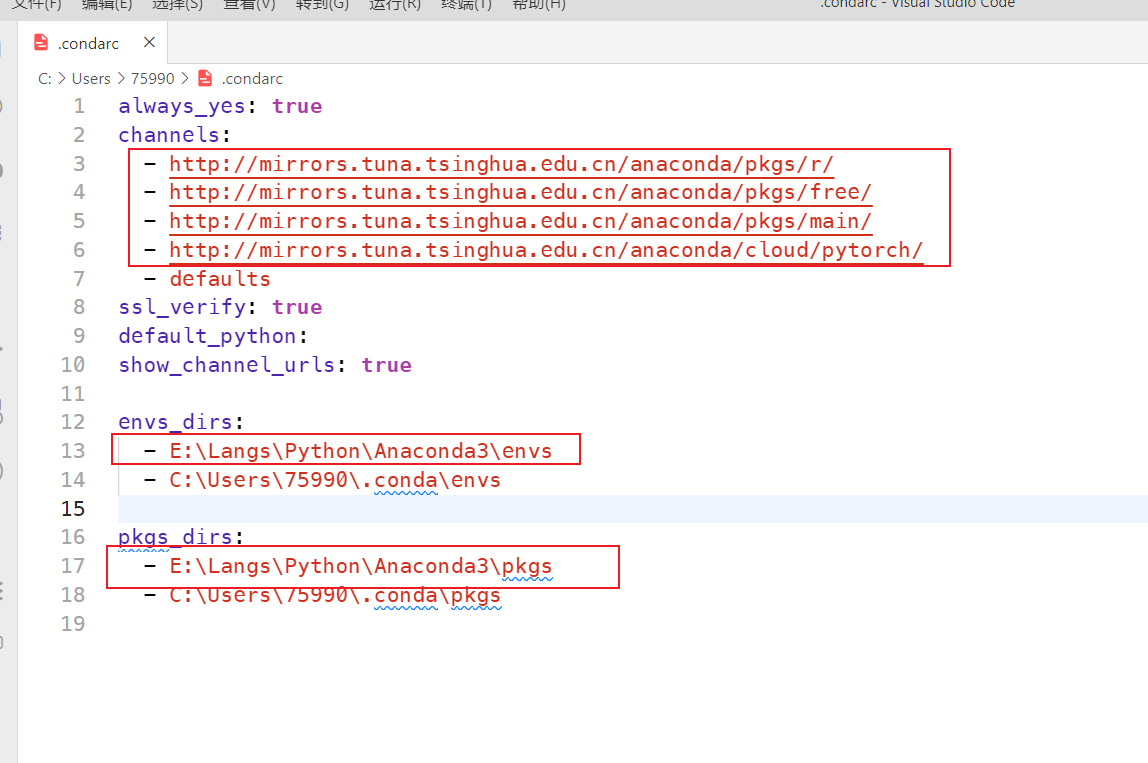 文件(F) 编辑(E) 选择(S) 查看(V) 转到(G) 运行(R) 终端(T) 帮助(H) .condarc - Visual Studio Code
.condarc ×
C: > Users > 75990 > .condarc
1 always_yes: true
2 channels:
3 - http://mirrors.tuna.tsinghua.edu.cn/anaconda/pkgs/r/
4 - http://mirrors.tuna.tsinghua.edu.cn/anaconda/pkgs/free/
5 - http://mirrors.tuna.tsinghua.edu.cn/anaconda/pkgs/main/
6 - http://mirrors.tuna.tsinghua.edu.cn/anaconda/cloud/pytorch/
7 - defaults
8 ssl_verify: true
9 default_python:
10 show_channel_urls: true
11
12 envs_dirs:
13 - E:\Langs\Python\Anaconda3\envs
14 - C:\Users\75990\.conda\envs
15
16 pkgs_dirs:
17 - E:\Langs\Python\Anaconda3\pkgs
18 - C:\Users\75990\.conda\pkgs
19